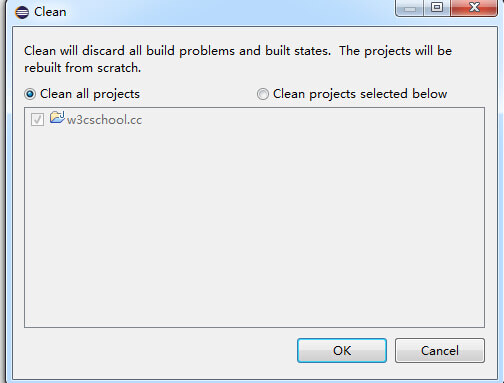 Clean
Clean will discard all build problems and built states.  The projects will be
rebuilt from scratch.
Clean all projects
Clean projects selected below
w3cschool.cc
OK
Cancel